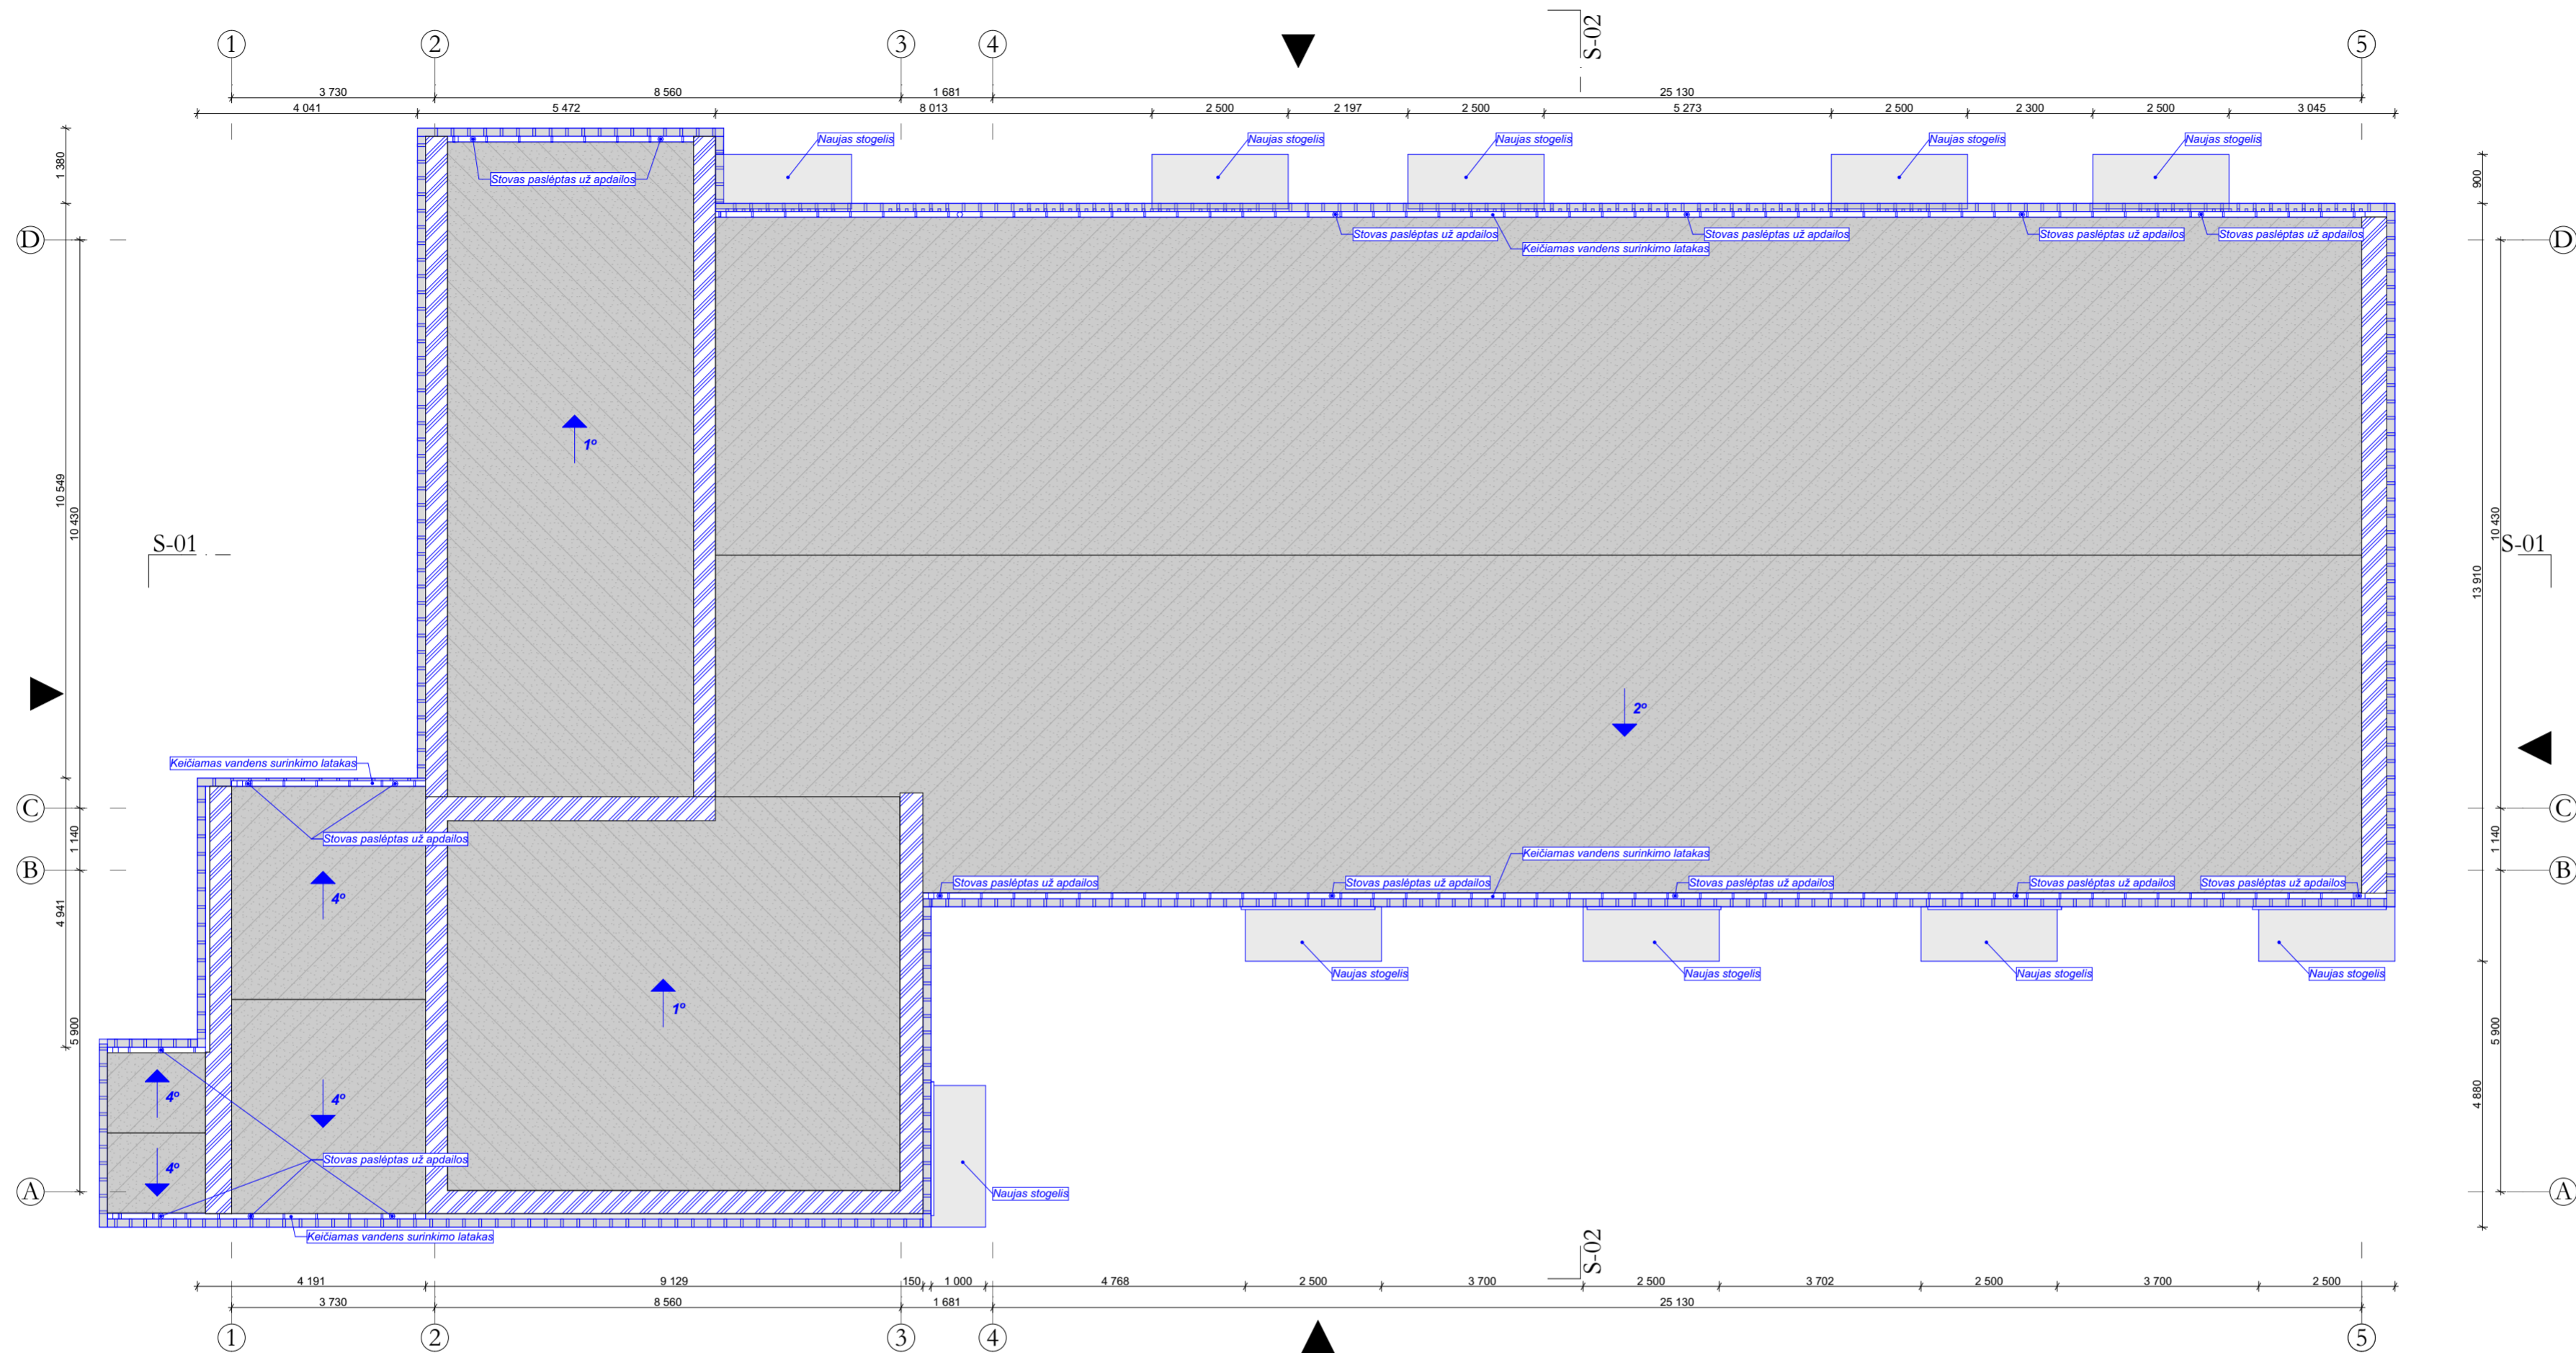 S-02
1 2 3 4 5
3 730 8 560 1 681 25 130
4 041 5 472 8 013 2 500 2 197 2 500 5 273 2 500 2 300 2 500 3 045
Naujas stogelis Naujas stogelis Naujas stogelis Naujas stogelis Naujas stogelis
1 380
900
Stovas paslėptas už apdailos
Stovas paslėptas už apdailos Stovas paslėptas už apdailos Stovas paslėptas už apdailos Stovas paslėptas už apdailos
D D
Keičiamas vandens surinkimo latakas
1º
10 549
10 430
10 430
S-01 S-01
13 910
2º
Keičiamas vandens surinkimo latakas
C C
Stovas paslėptas už apdailos
1 140
1 140
Keičiamas vandens surinkimo latakas
B B
Stovas paslėptas už apdailos Stovas paslėptas už apdailos Stovas paslėptas už apdailos Stovas paslėptas už apdailos Stovas paslėptas už apdailos
4º
4 941
Naujas stogelis Naujas stogelis Naujas stogelis Naujas stogelis
1º
5 900
5 900
4º 4º
4 880
Stovas paslėptas už apdailos
4º
A A
Naujas stogelis
Keičiamas vandens surinkimo latakas
S-02
4 191 9 129 150 1 000 4 768 2 500 3 700 2 500 3 702 2 500 3 700 2 500
3 730 8 560 1 681 25 130
1 2 3 4 5